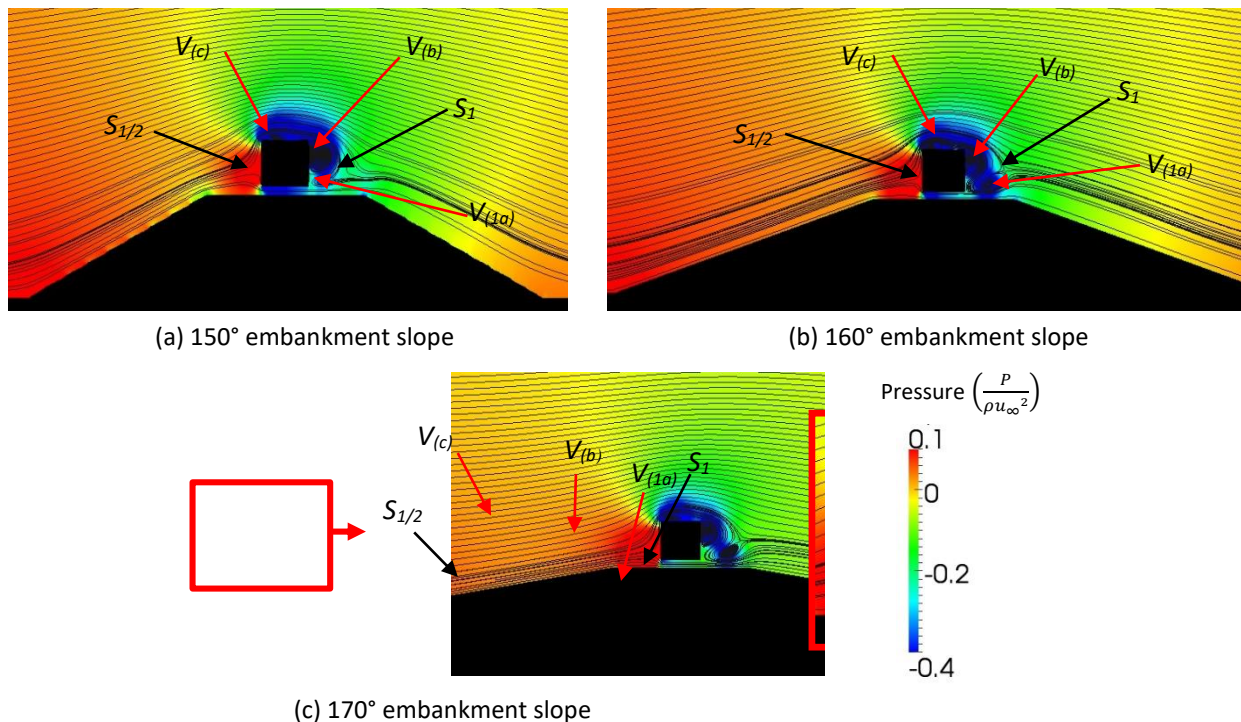 V(c)
V(b)
S1/2
S1
V(1a)
(a) 150° embankment slope
V(c)
V(b)
S1
S1/2
V(1a)
(b) 160° embankment slope
V(c)
V(b)
V(1a)
S1
S1/2
(c) 170° embankment slope
Pressure (P/ρu∞²)
0.1
0
-0.2
-0.4